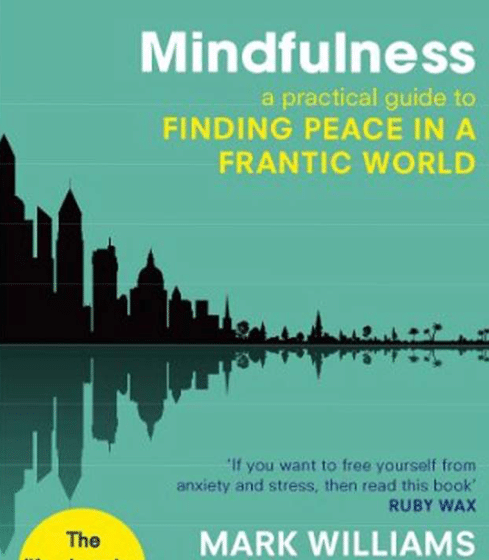 Mindfulness
a practical guide to
FINDING PEACE IN A
FRANTIC WORLD
'If you want to free yourself from
anxiety and stress, then read this book'
RUBY WAX
The
MARK WILLIAMS